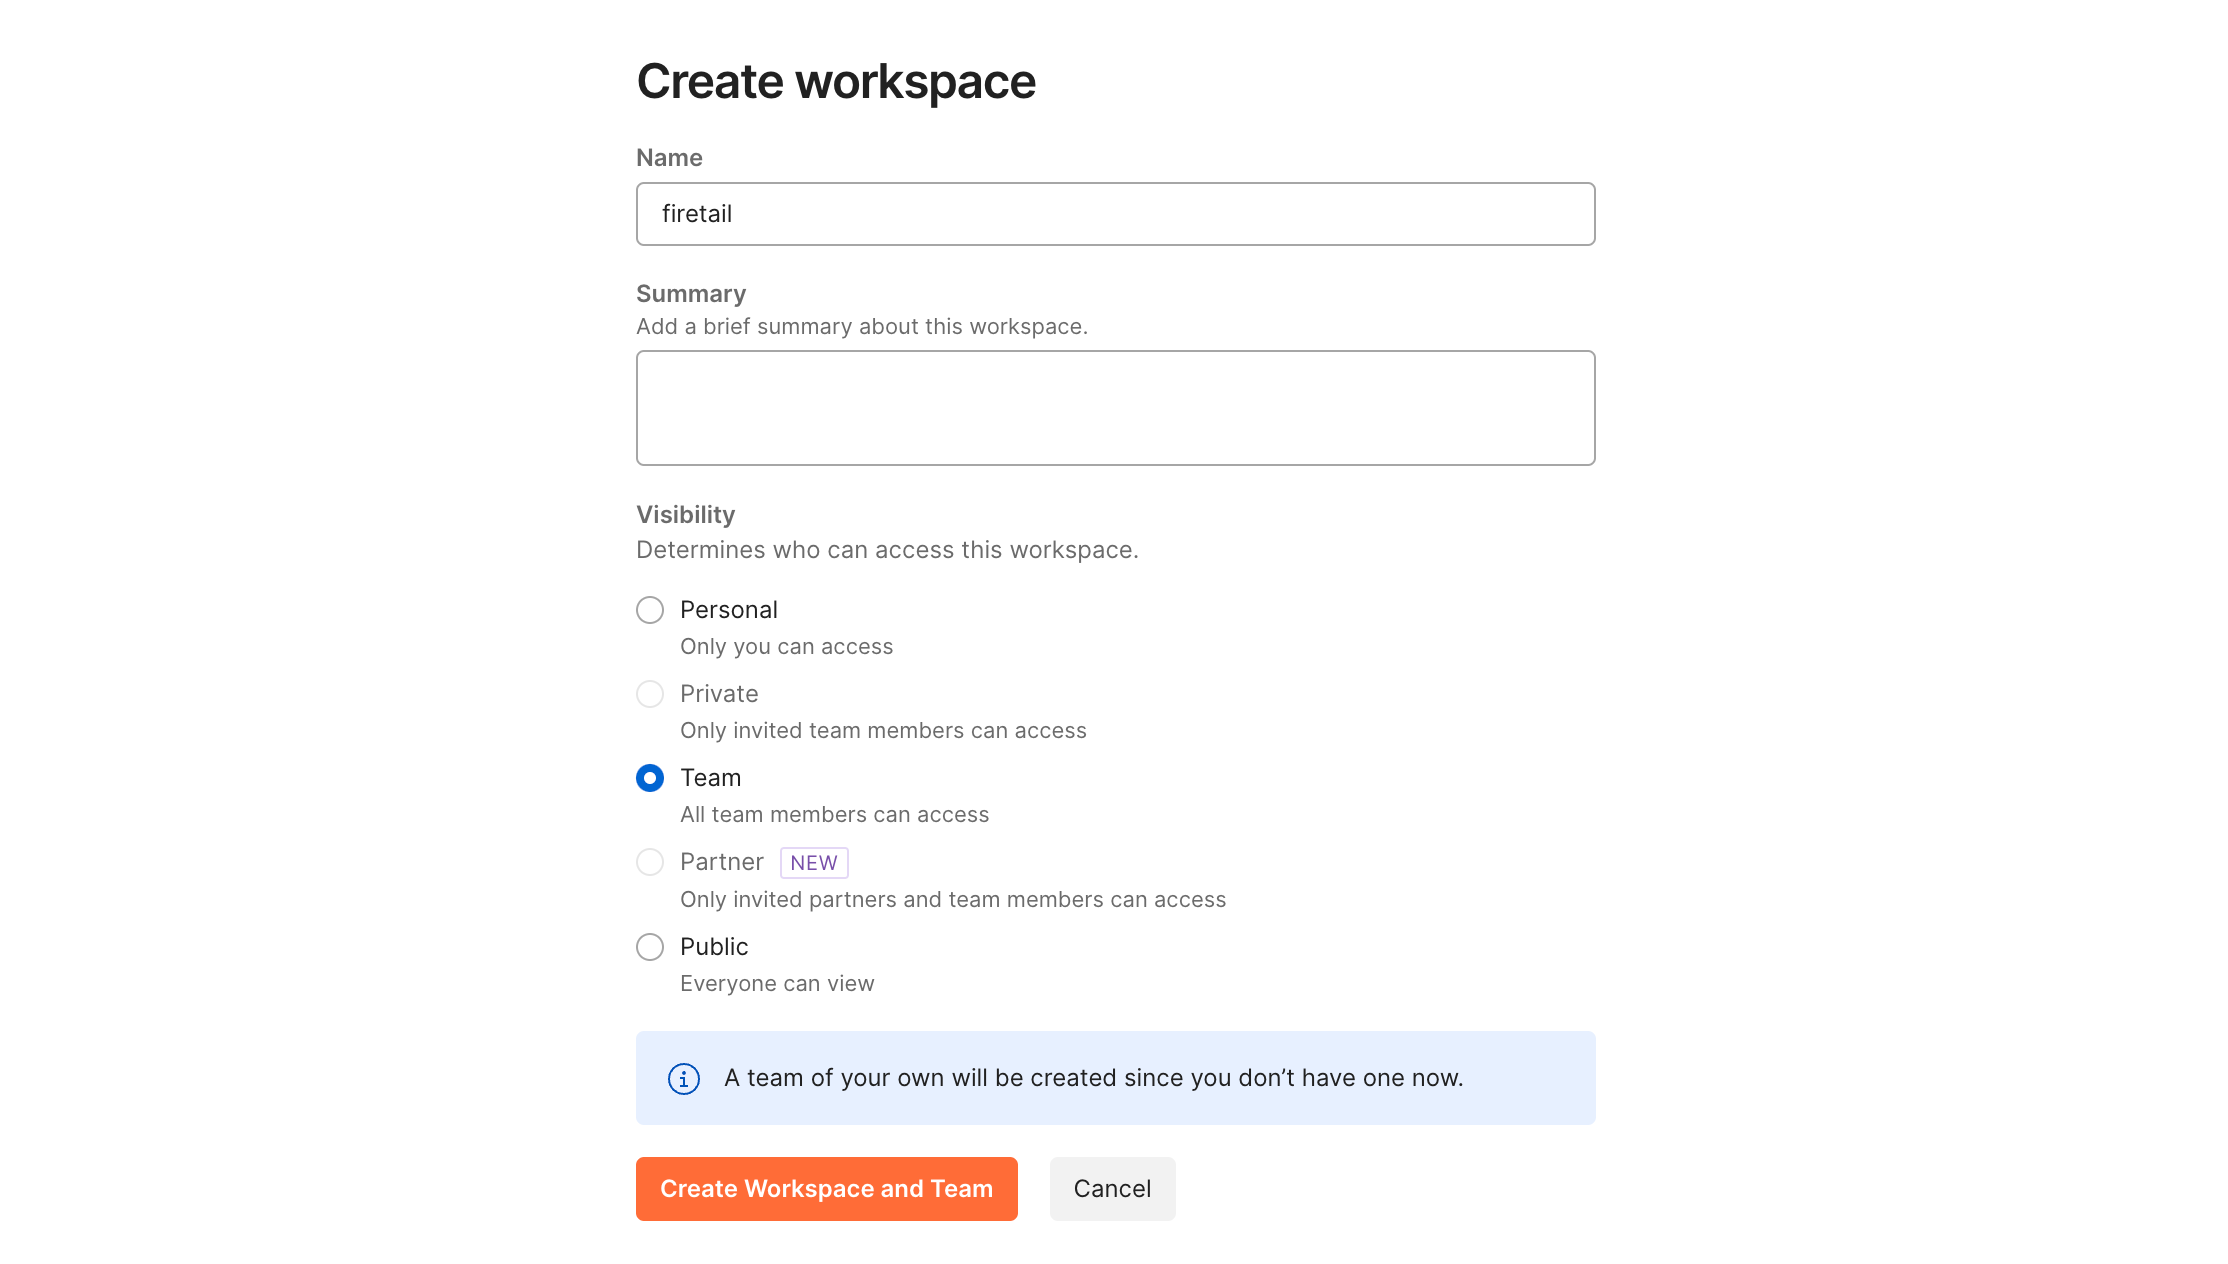 Create workspace
Name
firetail
Summary
Add a brief summary about this workspace.
Visibility
Determines who can access this workspace.
Personal
Only you can access
Private
Only invited team members can access
Team
All team members can access
Partner NEW
Only invited partners and team members can access
Public
Everyone can view
A team of your own will be created since you don’t have one now.
Create Workspace and Team Cancel